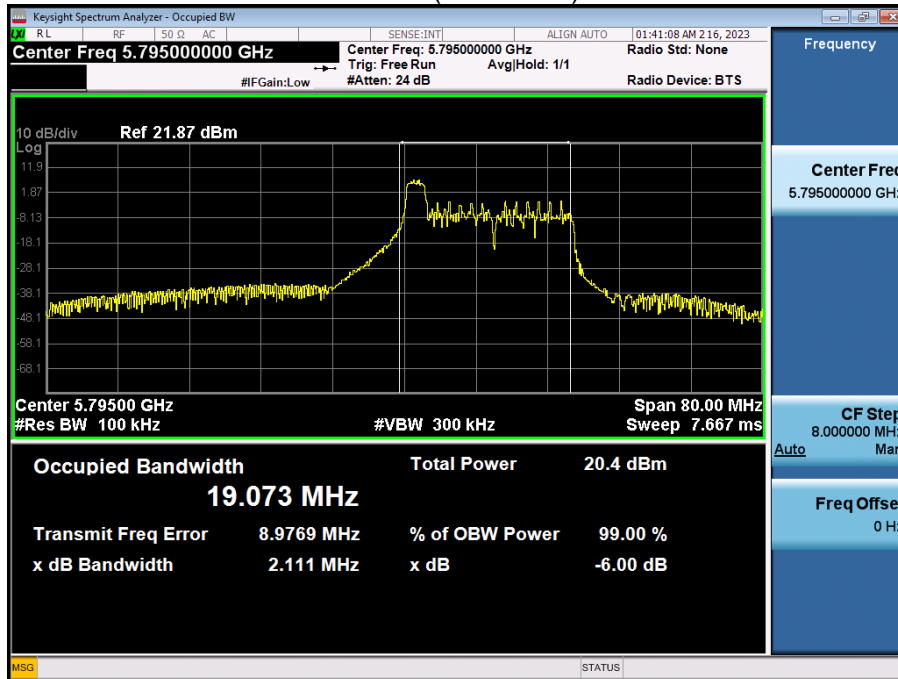 Keysight Spectrum Analyzer - Occupied BW
LXI RL RF 50 Ω AC SENSE:INT ALIGN AUTO 01:41:08 AM 2 16, 2023
Center Freq 5.795000000 GHz
Center Freq: 5.795000000 GHz
Radio Std: None
Trig: Free Run Avg|Hold: 1/1
#IFGain:Low
#Atten: 24 dB
Radio Device: BTS
10 dB/div Ref 21.87 dBm
Log
11.9
1.87
-8.13
-18.1
-28.1
-38.1
-48.1
-58.1
-68.1
Center 5.79500 GHz Span 80.00 MHz
#Res BW 100 kHz #VBW 300 kHz Sweep 7.667 ms
Occupied Bandwidth Total Power 20.4 dBm
19.073 MHz
Transmit Freq Error 8.9769 MHz % of OBW Power 99.00 %
x dB Bandwidth 2.111 MHz x dB -6.00 dB
Frequency
Center Freq
5.795000000 GH
CF Step
8.000000 MH
Auto Ma
Freq Offse
0 H
MSG STATUS